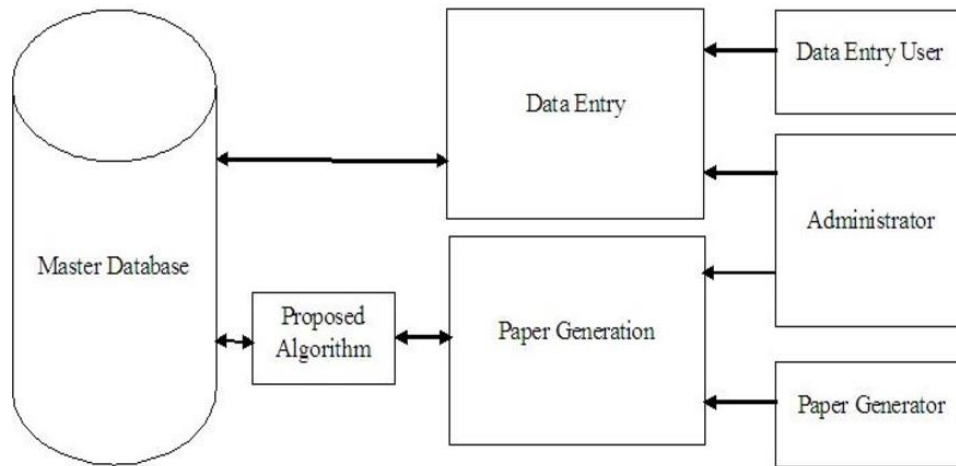 Data Entry User
Data Entry
Administrator
Master Database
Proposed
Algorithm
Paper Generation
Paper Generator